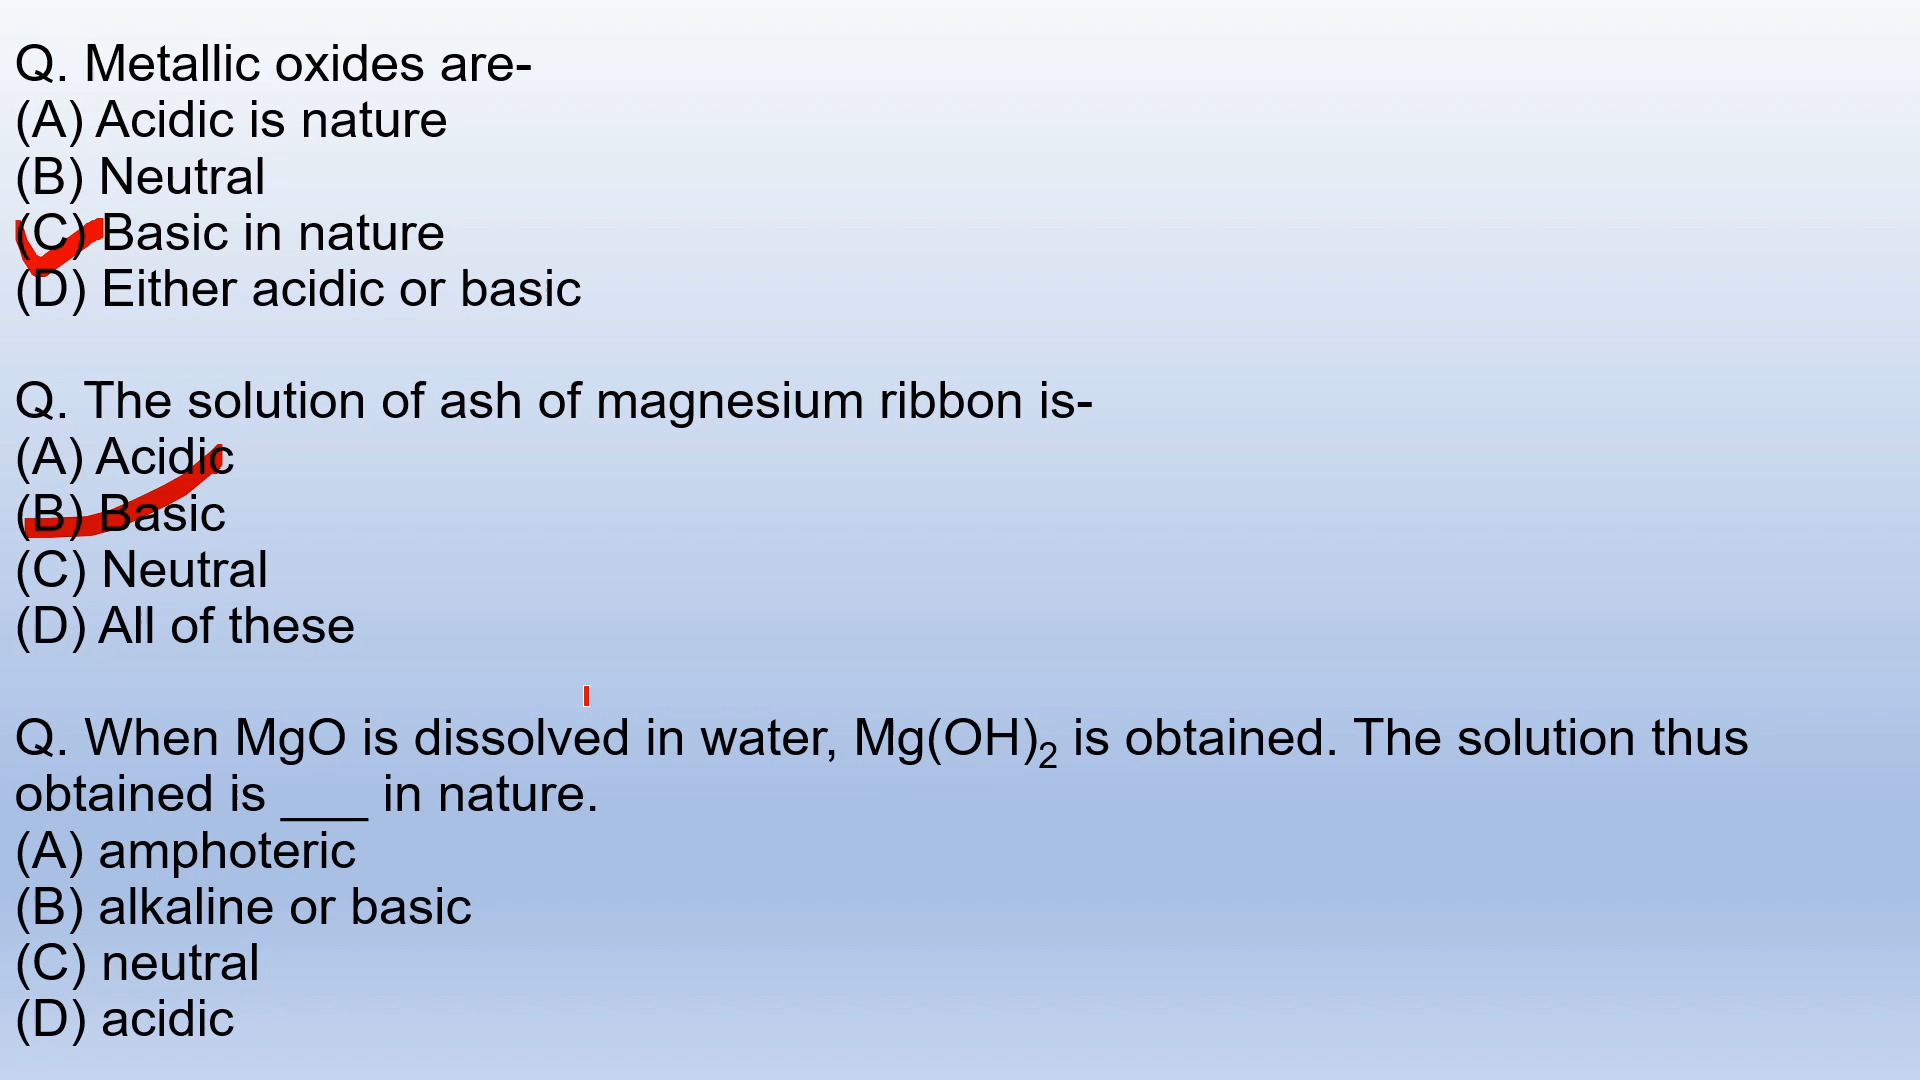 Q. Metallic oxides are-
(A) Acidic is nature
(B) Neutral
(C) Basic in nature
(D) Either acidic or basic
Q. The solution of ash of magnesium ribbon is-
(A) Acidic
(B) Basic
(C) Neutral
(D) All of these
Q. When MgO is dissolved in water, Mg(OH)₂ is obtained. The solution thus
obtained is ___ in nature.
(A) amphoteric
(B) alkaline or basic
(C) neutral
(D) acidic